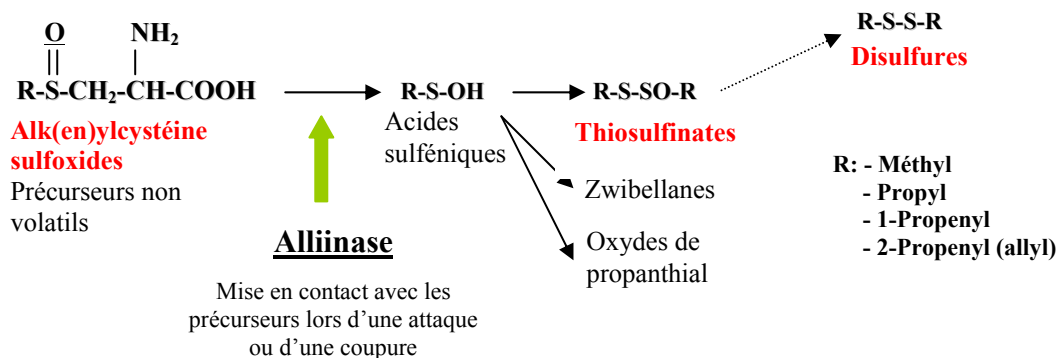 O NH₂
R-S-CH₂-CH-COOH
Alk(en)ylcystéine
sulfoxides
Précurseurs non
volatils
Alliinase
Mise en contact avec les
précurseurs lors d’une attaque
ou d’une coupure
R-S-OH
Acides
sulféniques
R-S-SO-R
Thiosulfinates
Zwibellanes
Oxydes de
propanthial
R-S-S-R
Disulfures
R: - Méthyl
- Propyl
- 1-Propenyl
- 2-Propenyl (allyl)